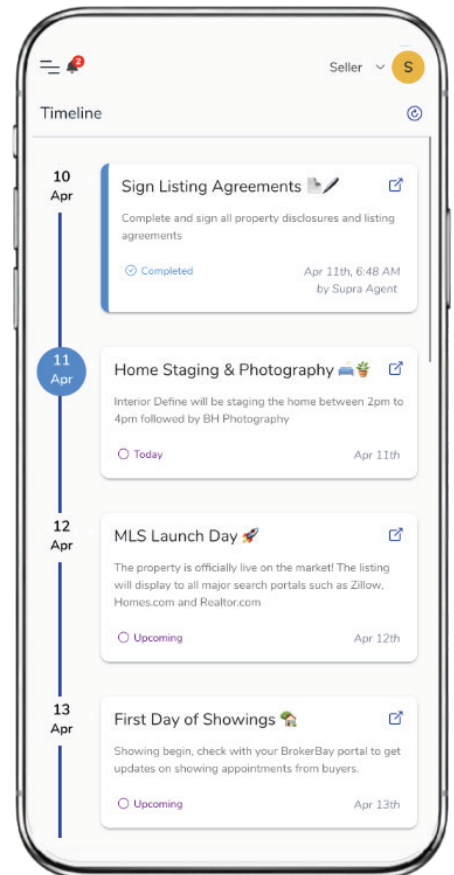 2
Seller
S
Timeline
10
Apr
Sign Listing Agreements
Complete and sign all property disclosures and listing
agreements
Completed
Apr 11th, 6:48 AM
by Supra Agent
11
Apr
Home Staging & Photography
Interior Define will be staging the home between 2pm to
4pm followed by BH Photography
Today
Apr 11th
12
Apr
MLS Launch Day 🚀
The property is officially live on the market! The listing
will display to all major search portals such as Zillow,
Homes.com and Realtor.com
Upcoming
Apr 12th
13
Apr
First Day of Showings 🏡
Showing begin, check with your BrokerBay portal to get
updates on showing appointments from buyers.
Upcoming
Apr 13th